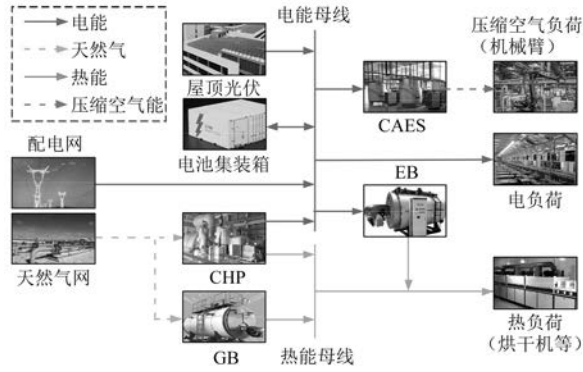 电能
天然气
热能
压缩空气能
电能母线
压缩空气负荷
（机械臂）
屋顶光伏
CAES
配电网
电池集装箱
EB
电负荷
天然气网
CHP
热负荷
（烘干机等）
GB
热能母线